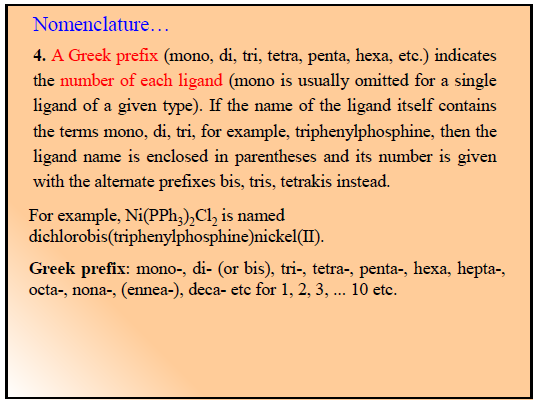 Nomenclature…
4. A Greek prefix (mono, di, tri, tetra, penta, hexa, etc.) indicates
the number of each ligand (mono is usually omitted for a single
ligand of a given type). If the name of the ligand itself contains
the terms mono, di, tri, for example, triphenylphosphine, then the
ligand name is enclosed in parentheses and its number is given
with the alternate prefixes bis, tris, tetrakis instead.
For example, Ni(PPh₃)₂Cl₂ is named
dichlorobis(triphenylphosphine)nickel(II).
Greek prefix: mono-, di- (or bis), tri-, tetra-, penta-, hexa, hepta-,
octa-, nona-, (ennea-), deca- etc for 1, 2, 3, ... 10 etc.